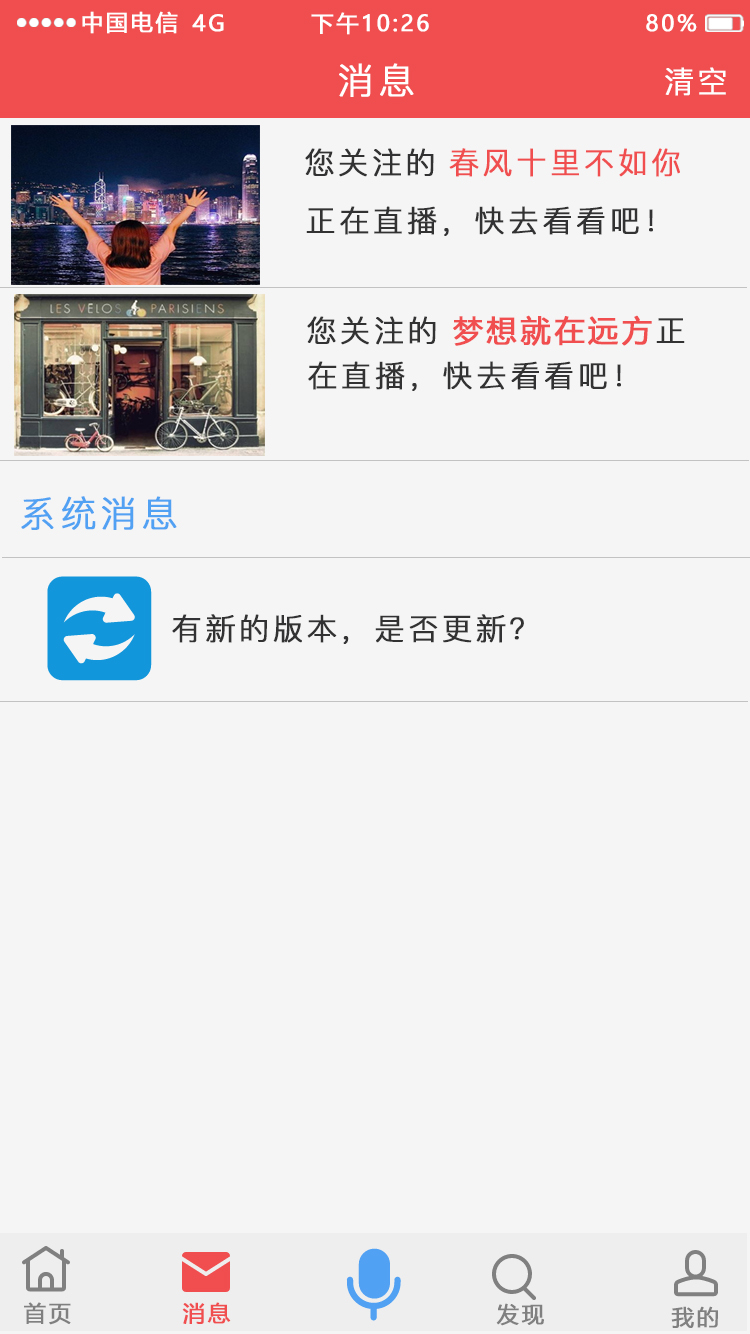 中国电信 4G 下午10:26 80%
消息 清空
您关注的 春风十里不如你
正在直播，快去看看吧！
LES VÉLOS PARISIENS
您关注的 梦想就在远方正
在直播，快去看看吧！
系统消息
有新的版本，是否更新？
首页 消息 发现 我的